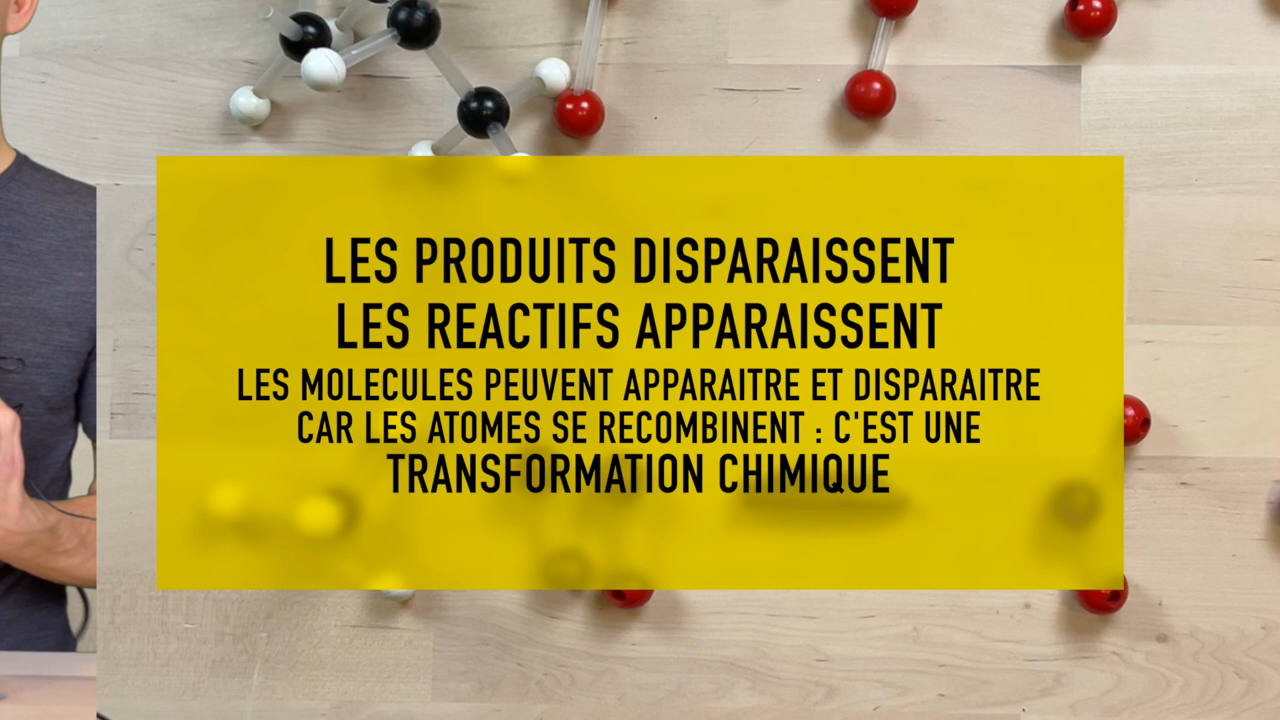 LES PRODUITS DISPARAISSENT
LES REACTIFS APPARAISSENT
LES MOLECULES PEUVENT APPARAITRE ET DISPARAITRE
CAR LES ATOMES SE RECOMBINENT : C'EST UNE
TRANSFORMATION CHIMIQUE